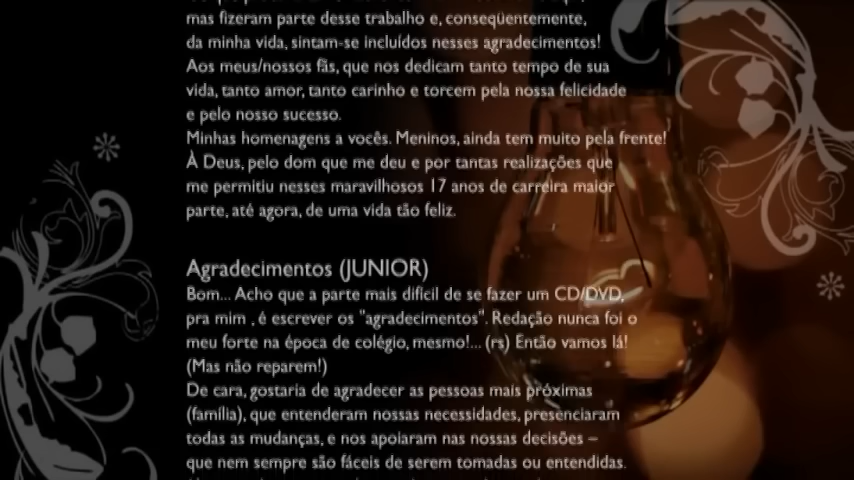 mas fizeram parte desse trabalho e, conseqüentemente,
da minha vida, sintam-se incluídos nesses agradecimentos!
Aos meus/nossos fãs, que nos dedicam tanto tempo de sua
vida, tanto amor, tanto carinho e torcem pela nossa felicidade
e pelo nosso sucesso.
Minhas homenagens a vocês. Meninos, ainda tem muito pela frente!
À Deus, pelo dom que me deu e por tantas realizações que
me permitiu nesses maravilhosos 17 anos de carreira maior
parte, até agora, de uma vida tão feliz.
Agradecimentos (JUNIOR)
Bom... Acho que a parte mais difícil de se fazer um CD/DVD,
pra mim , é escrever os "agradecimentos". Redação nunca foi o
meu forte na época de colégio, mesmo!... (rs) Então vamos lá!
(Mas não reparem!)
De cara, gostaria de agradecer as pessoas mais próximas
(família), que entenderam nossas necessidades, presenciaram
todas as mudanças, e nos apoiaram nas nossas decisões –
que nem sempre são fáceis de serem tomadas ou entendidas.